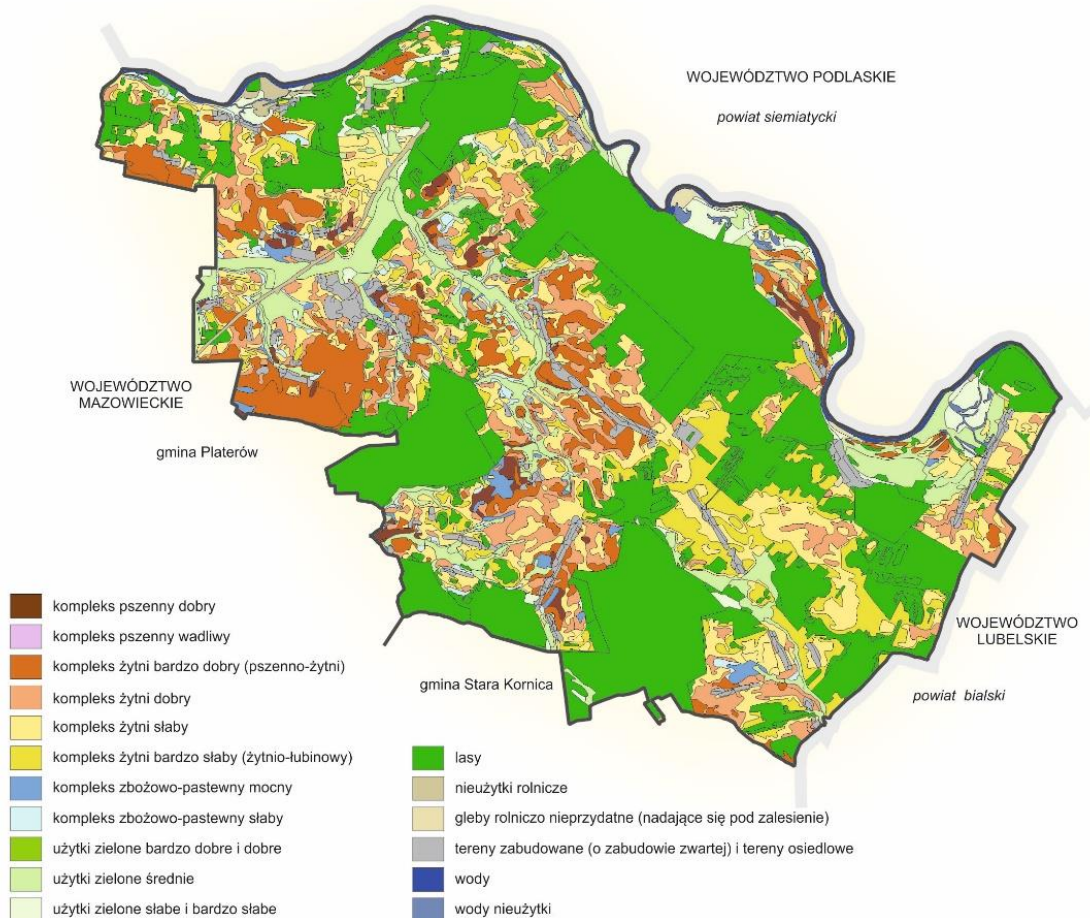 WOJEWÓDZTWO PODLASKIE
powiat siemiatycki
WOJEWÓDZTWO
MAZOWIECKIE
gmina Platerów
WOJEWÓDZTWO
LUBELSKIE
powiat bialski
gmina Stara Kornica
kompleks pszenny dobry
kompleks pszenny wadliwy
kompleks żytni bardzo dobry (pszenno-żytni)
kompleks żytni dobry
kompleks żytni słaby
kompleks żytni bardzo słaby (żytnio-łubinowy)
kompleks zbożowo-pastewny mocny
kompleks zbożowo-pastewny słaby
użytki zielone bardzo dobre i dobre
użytki zielone średnie
użytki zielone słabe i bardzo słabe
lasy
nieużytki rolnicze
gleby rolniczo nieprzydatne (nadające się pod zalesienie)
tereny zabudowane (o zabudowie zwartej) i tereny osiedlowe
wody
wody nieużytki